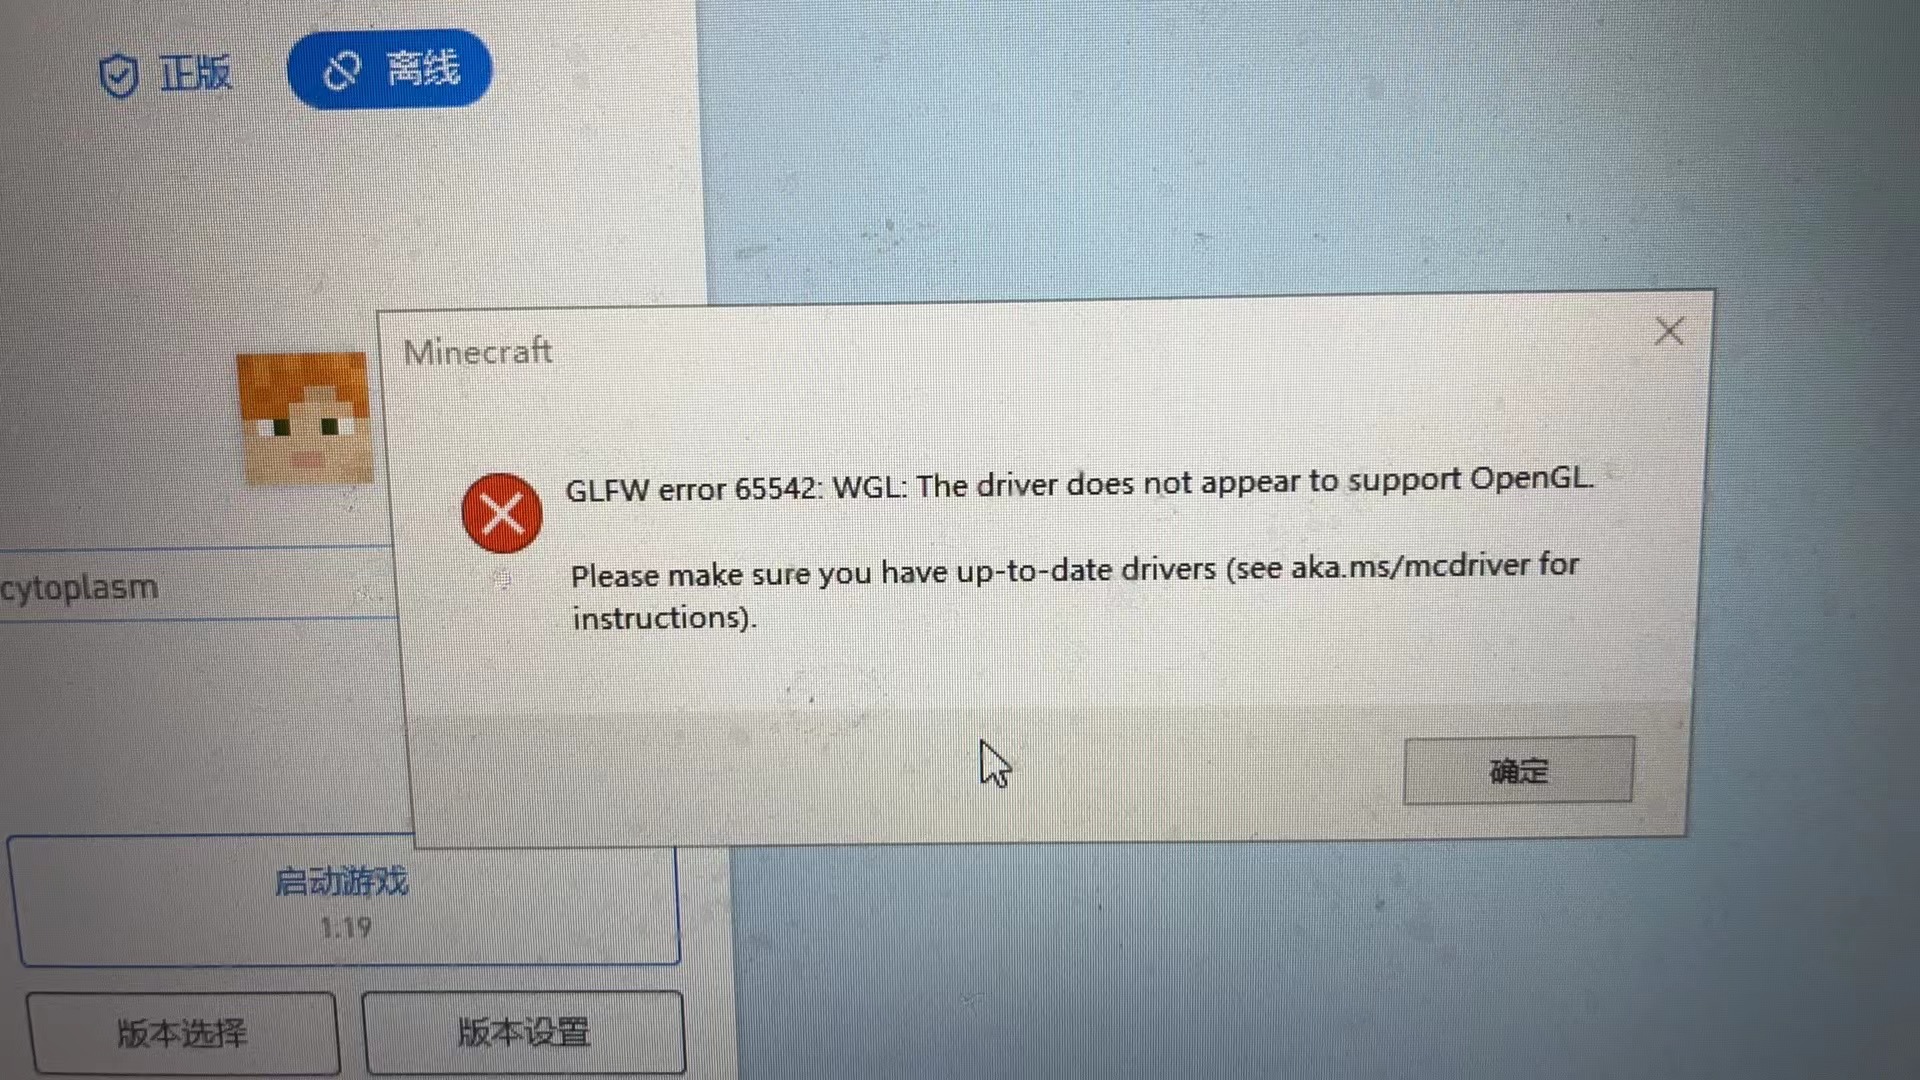 正版
离线
Minecraft
GLFW error 65542: WGL: The driver does not appear to support OpenGL.
Please make sure you have up-to-date drivers (see aka.ms/mcdriver for
instructions).
确定
cytoplasm
启动游戏
1.19
版本选择
版本设置